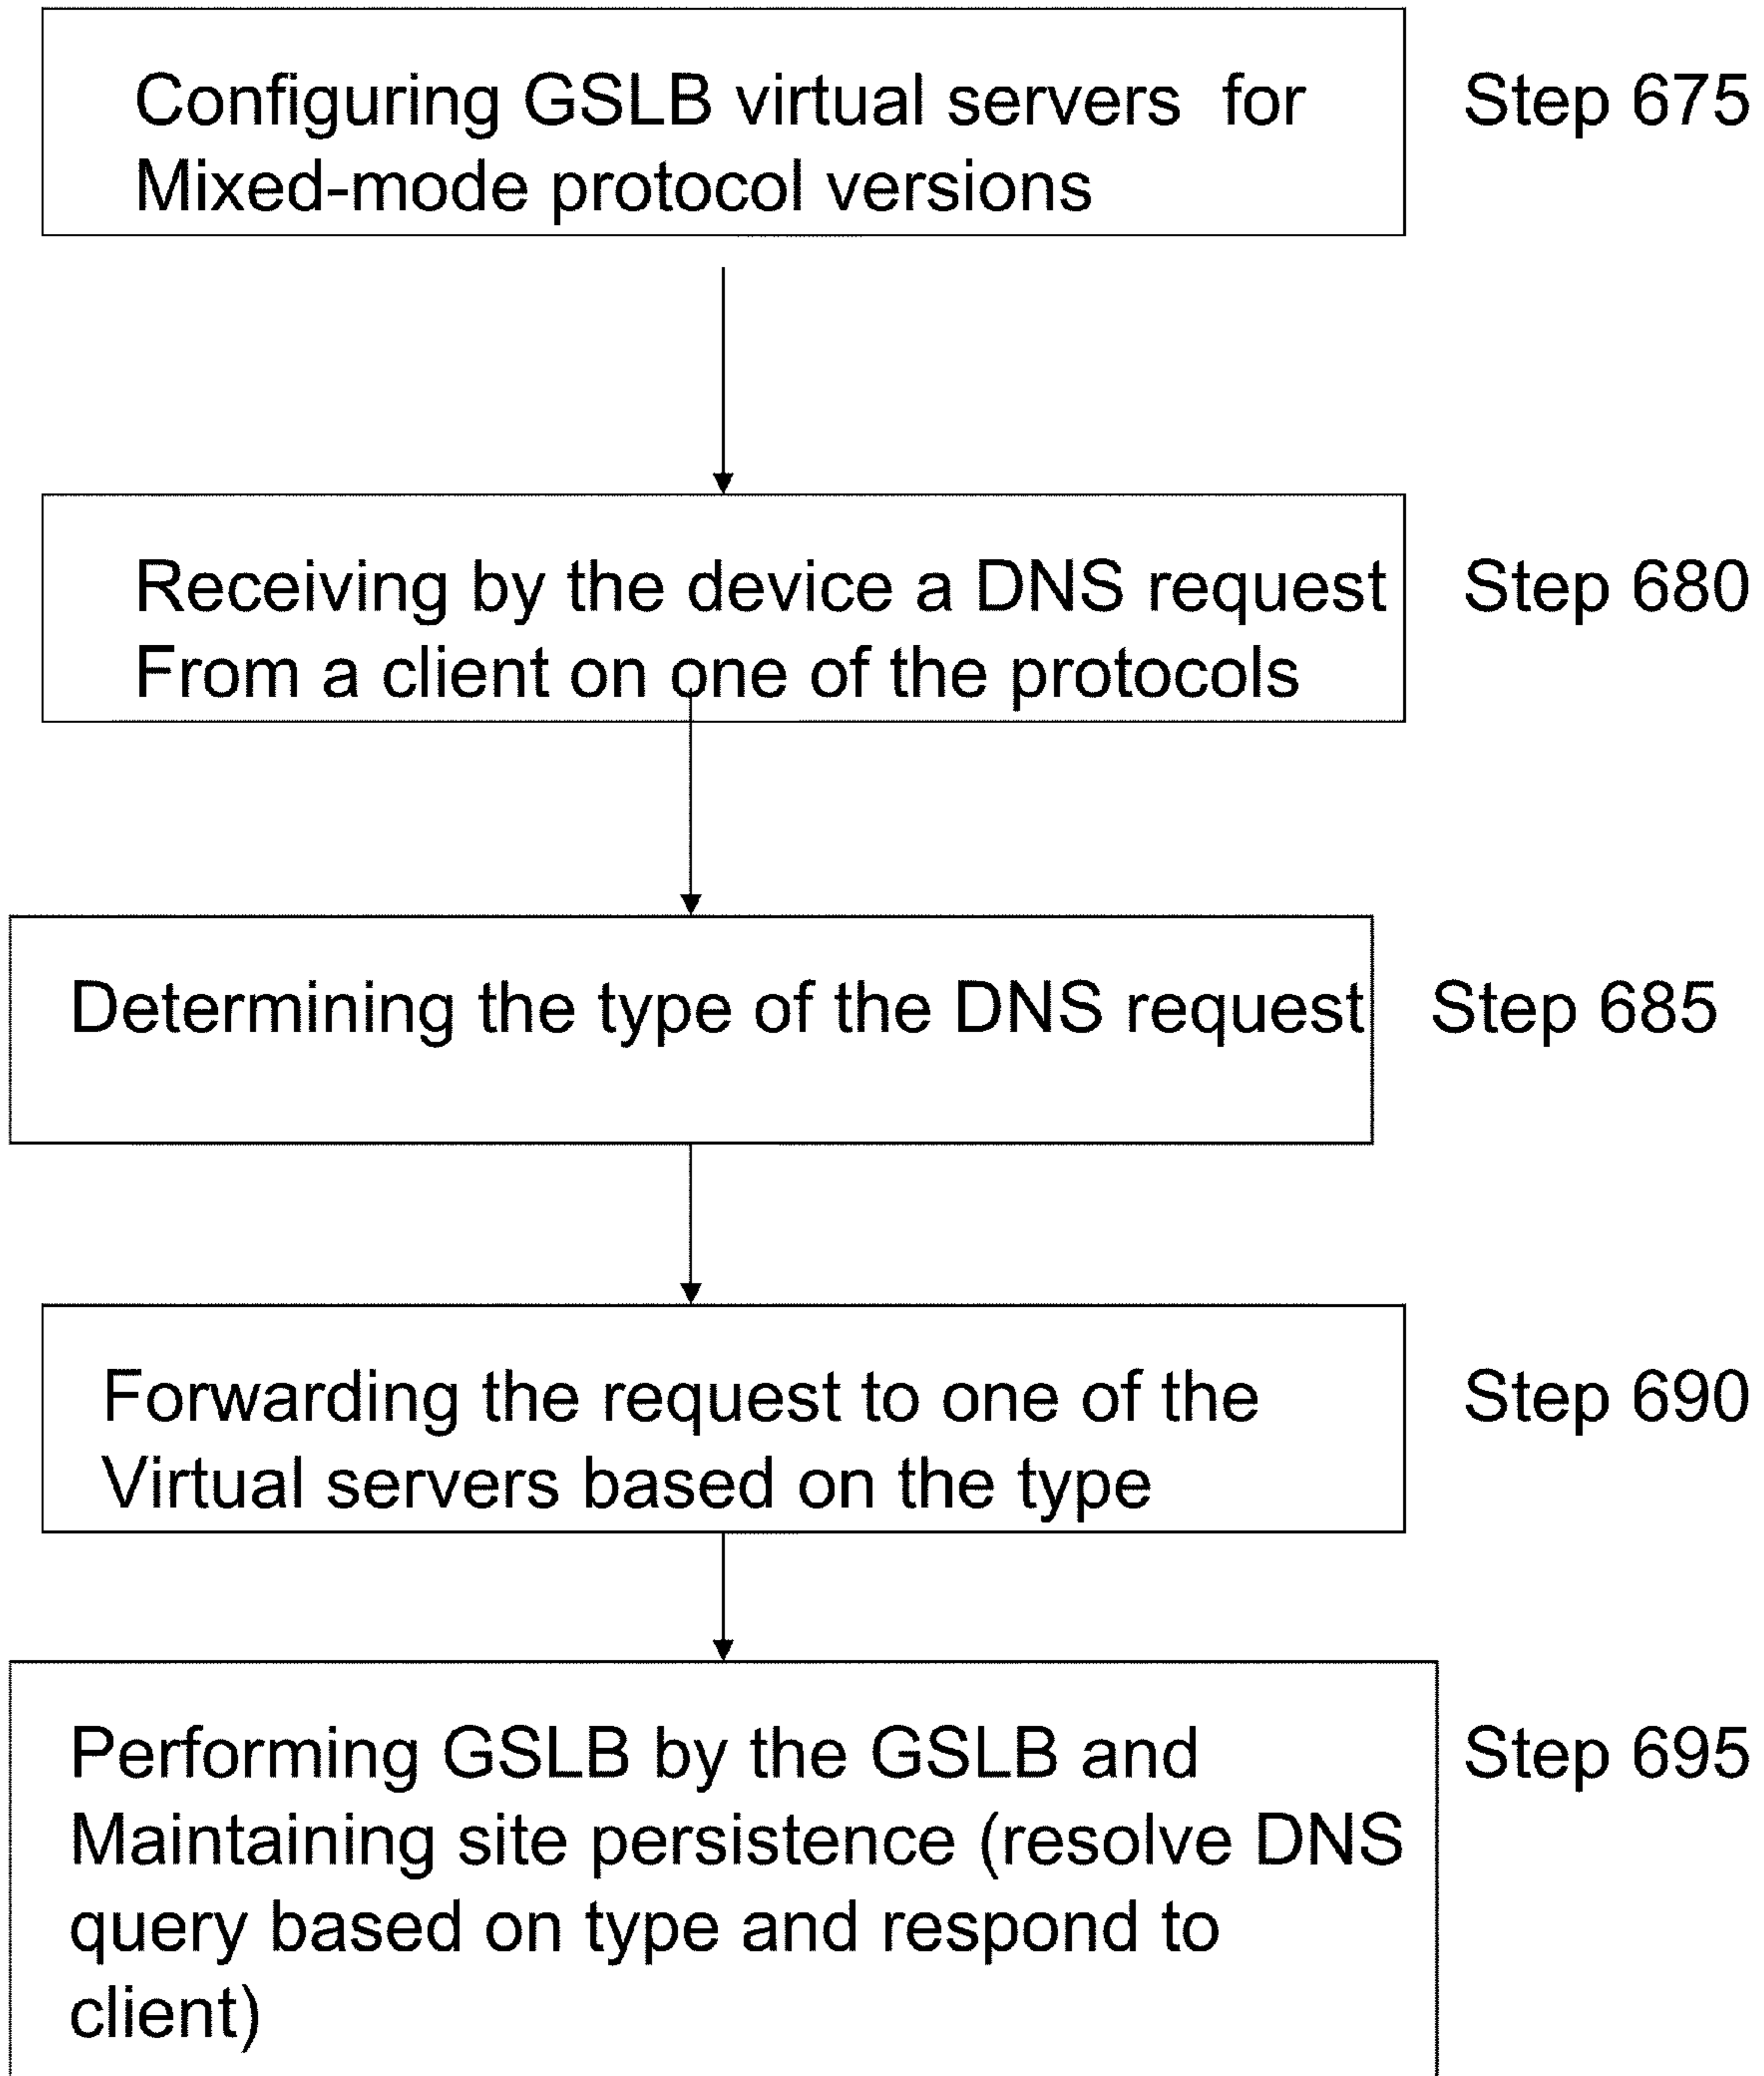 Configuring GSLB virtual servers for
Mixed-mode protocol versions
Step 675
Receiving by the device a DNS request
From a client on one of the protocols
Step 680
Determining the type of the DNS request
Step 685
Forwarding the request to one of the
Virtual servers based on the type
Step 690
Performing GSLB by the GSLB and
Maintaining site persistence (resolve DNS
query based on type and respond to
client)
Step 695